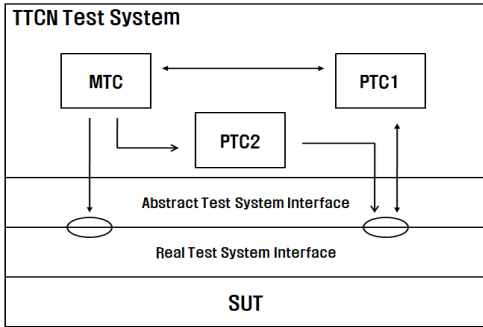 TTCN Test System
MTC
PTC1
PTC2
Abstract Test System Interface
Real Test System Interface
SUT